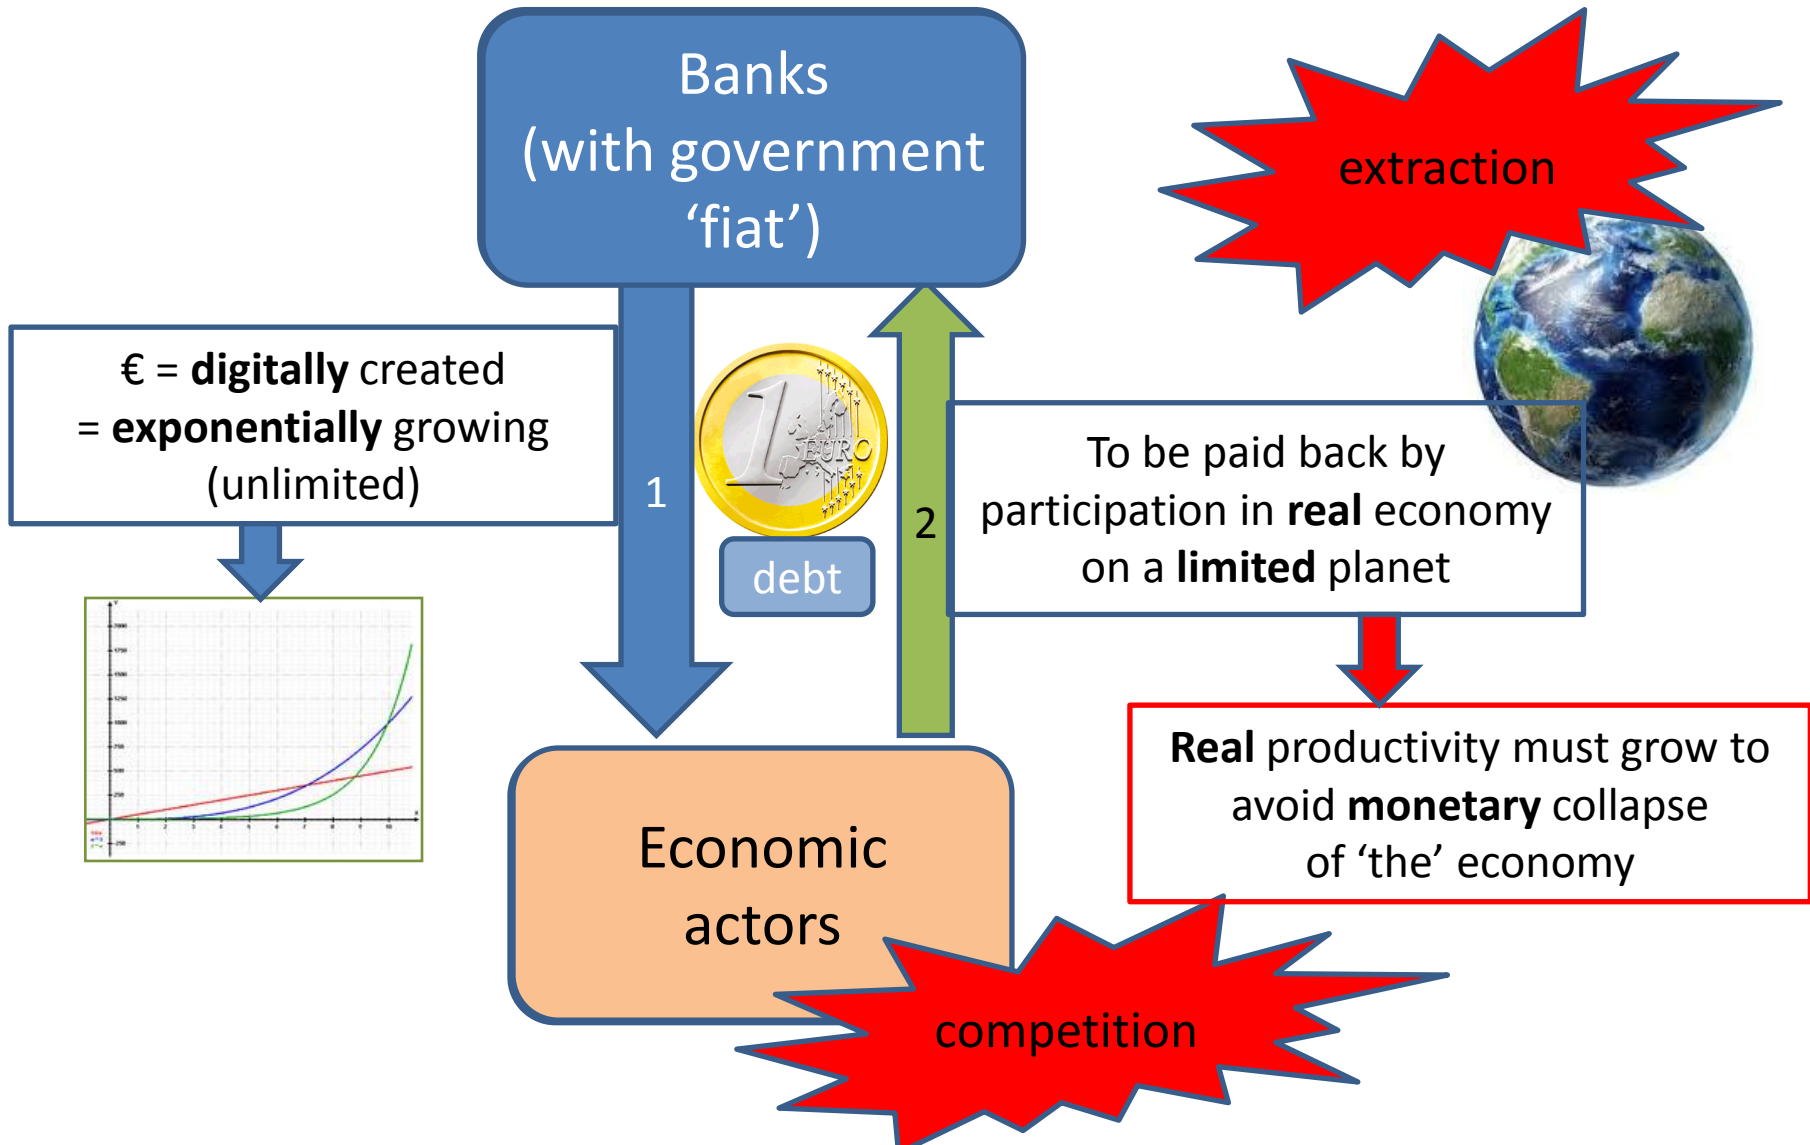 Banks
(with government
‘fiat’)
extraction
€ = digitally created
= exponentially growing
(unlimited)
1
1
EURO
debt
2
To be paid back by
participation in real economy
on a limited planet
Real productivity must grow to
avoid monetary collapse
of ‘the’ economy
Economic
actors
competition